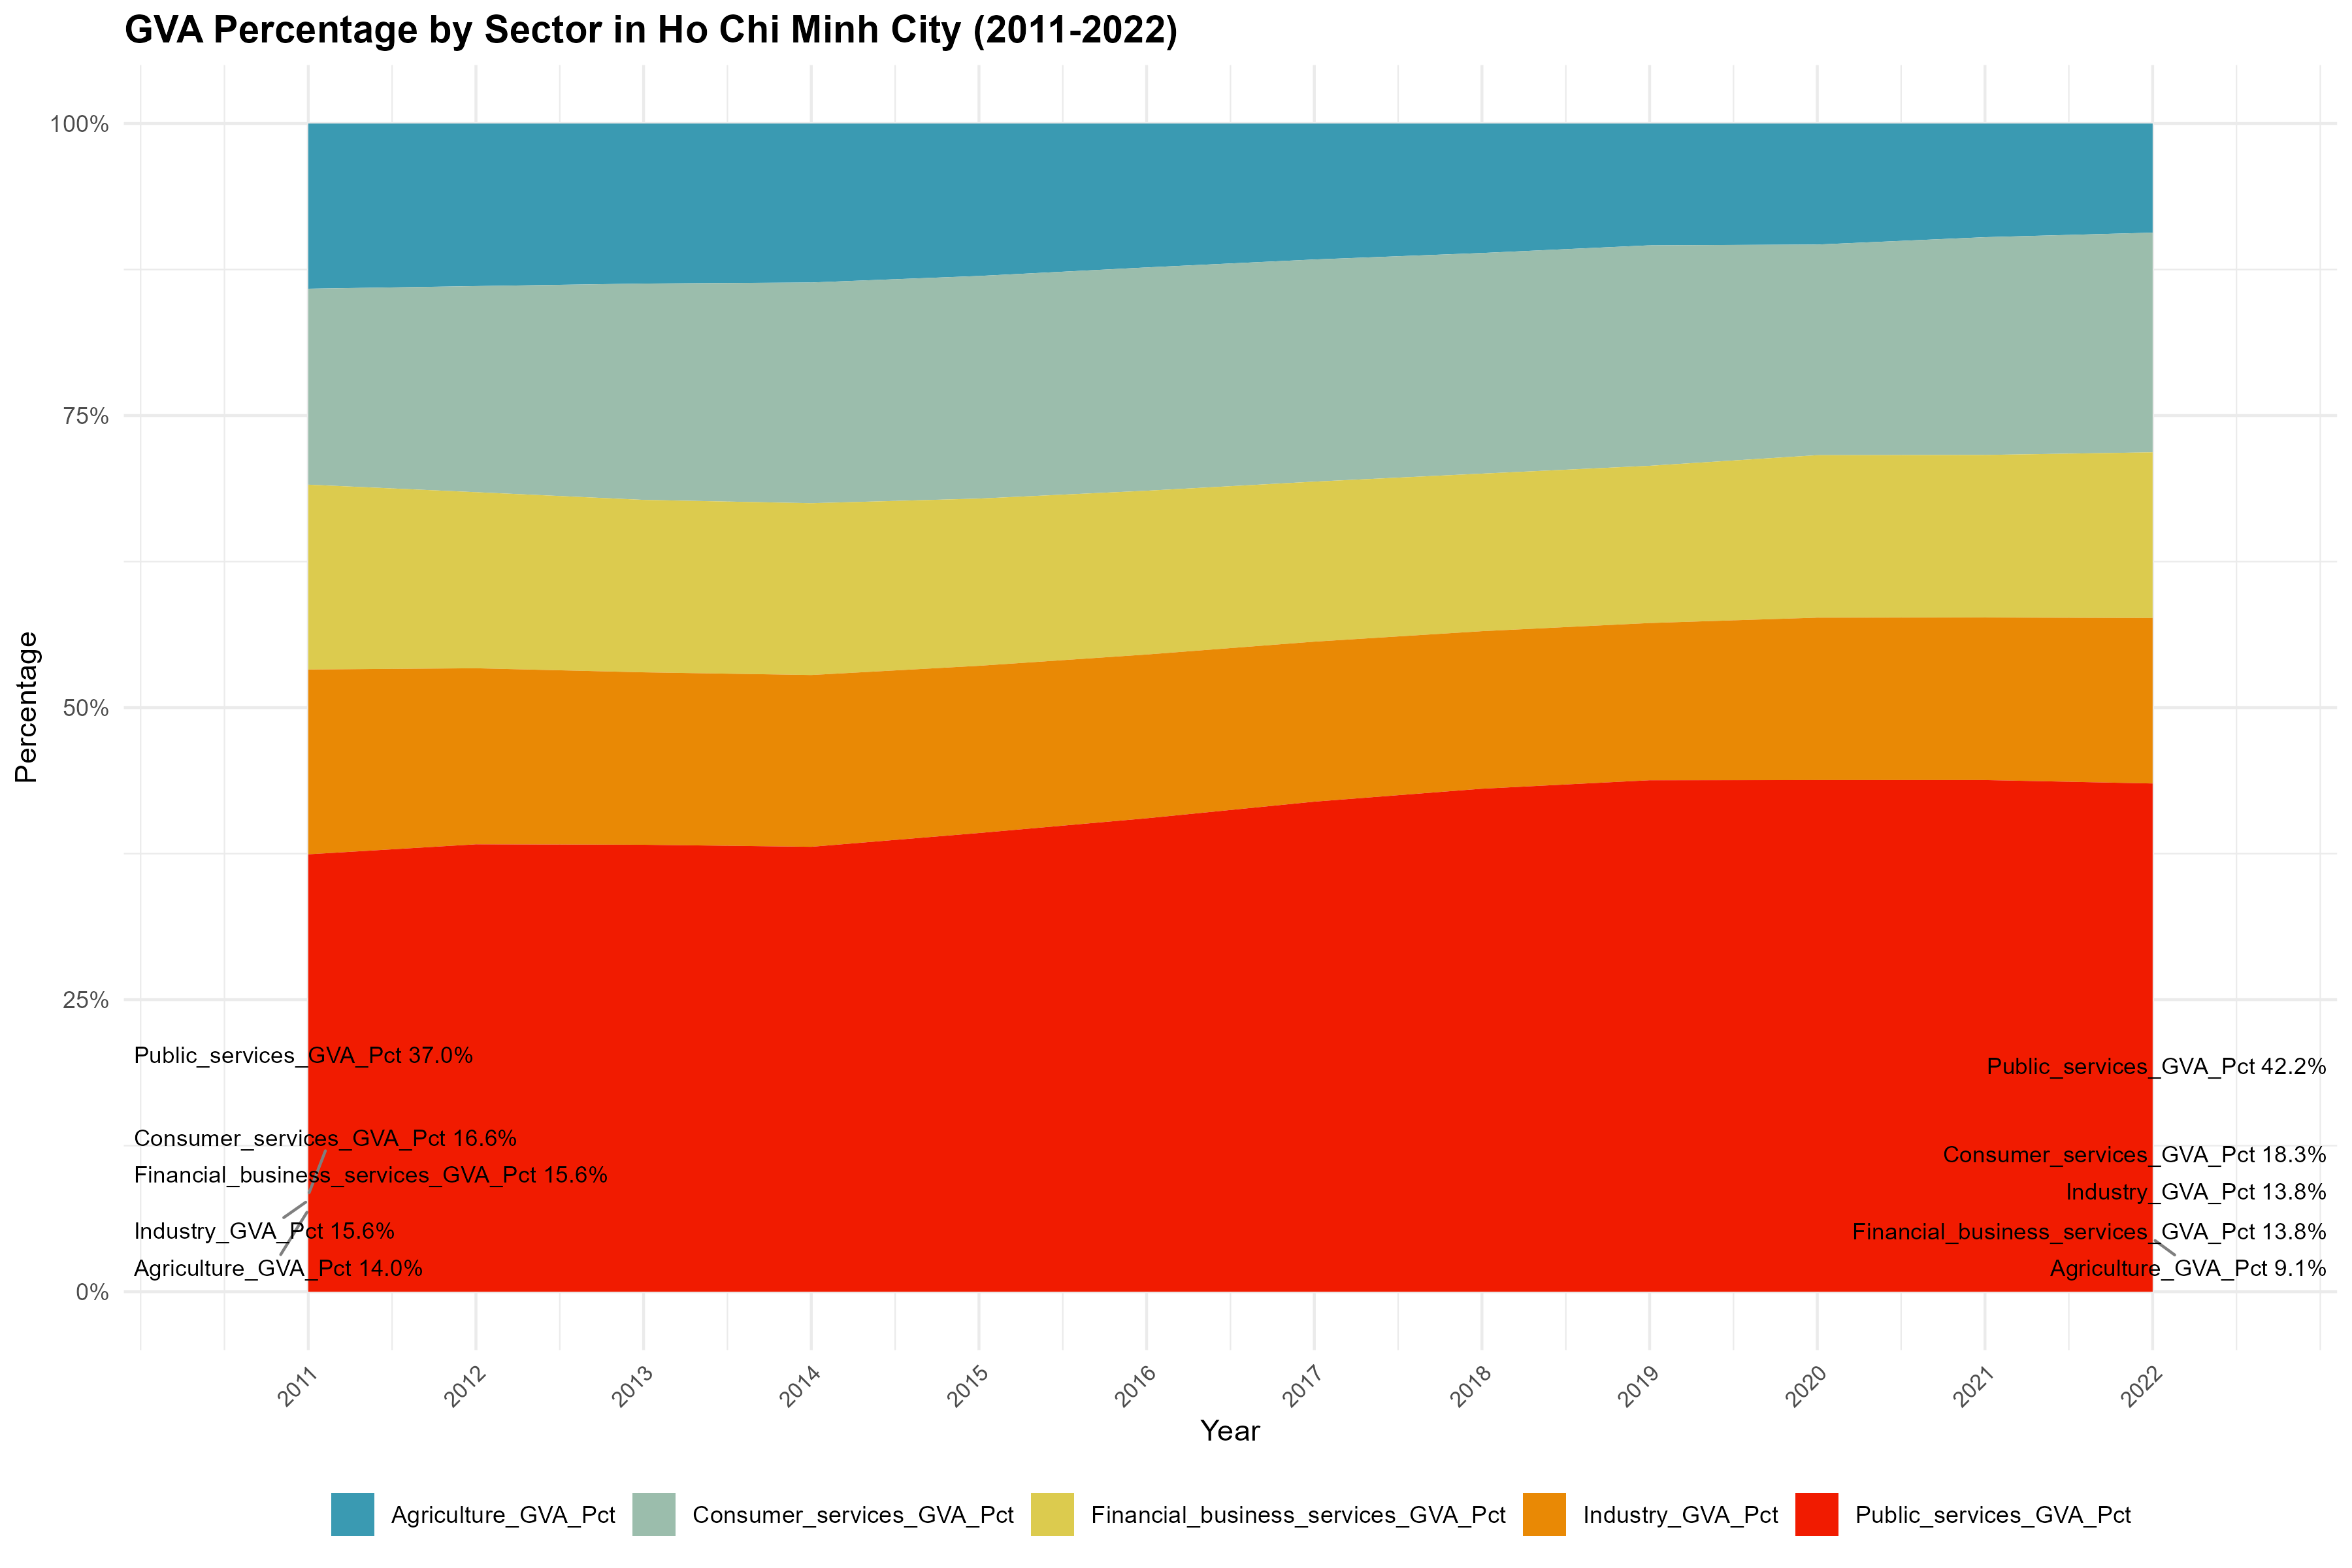 GVA Percentage by Sector in Ho Chi Minh City (2011-2022)
Percentage
100%
75%
50%
25%
0%
Public_services_GVA_Pct 37.0%
Consumer_services_GVA_Pct 16.6%
Financial_business_services_GVA_Pct 15.6%
Industry_GVA_Pct 15.6%
Agriculture_GVA_Pct 14.0%
Public_services_GVA_Pct 42.2%
Consumer_services_GVA_Pct 18.3%
Industry_GVA_Pct 13.8%
Financial_business_services_GVA_Pct 13.8%
Agriculture_GVA_Pct 9.1%
2011 2012 2013 2014 2015 2016 2017 2018 2019 2020 2021 2022
Year
Agriculture_GVA_Pct Consumer_services_GVA_Pct Financial_business_services_GVA_Pct Industry_GVA_Pct Public_services_GVA_Pct